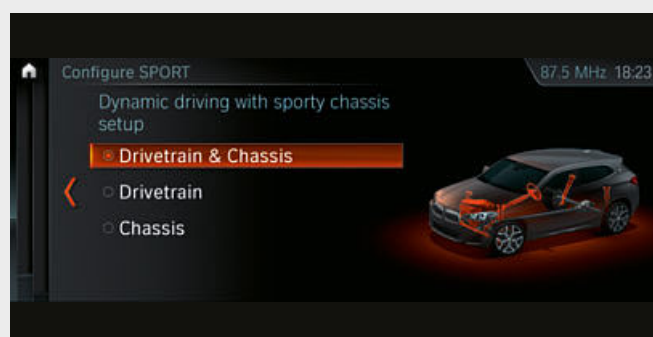 Configure SPORT
87.5 MHz 18:23
Dynamic driving with sporty chassis
setup
Drivetrain & Chassis
Drivetrain
Chassis